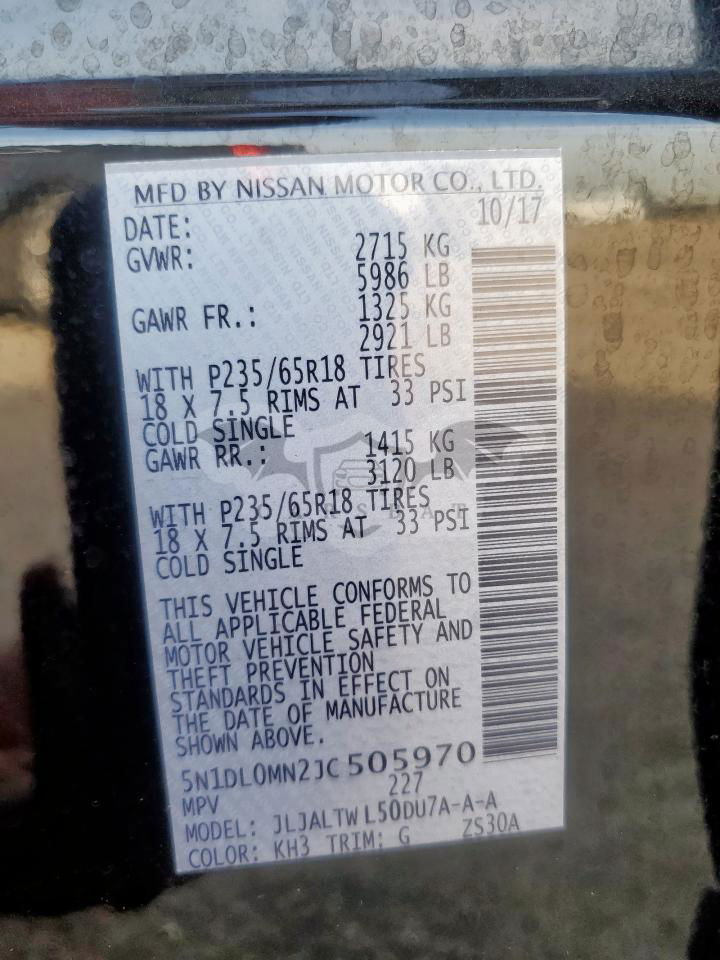 MFD BY NISSAN MOTOR CO., LTD.
DATE: 10/17
GVWR: 2715 KG
5986 LB
GAWR FR.: 1325 KG
2921 LB
WITH P235/65R18 TIRES
18 X 7.5 RIMS AT 33 PSI
COLD SINGLE
GAWR RR.: 1415 KG
3120 LB
WITH P235/65R18 TIRES
18 X 7.5 RIMS AT 33 PSI
COLD SINGLE
THIS VEHICLE CONFORMS TO
ALL APPLICABLE FEDERAL
MOTOR VEHICLE SAFETY AND
THEFT PREVENTION
STANDARDS IN EFFECT ON
THE DATE OF MANUFACTURE
SHOWN ABOVE.
5N1DL0MN2JC505970
MPV 227
MODEL: JLJALTWL50DU7A-A-A
COLOR: KH3 TRIM: G ZS30A